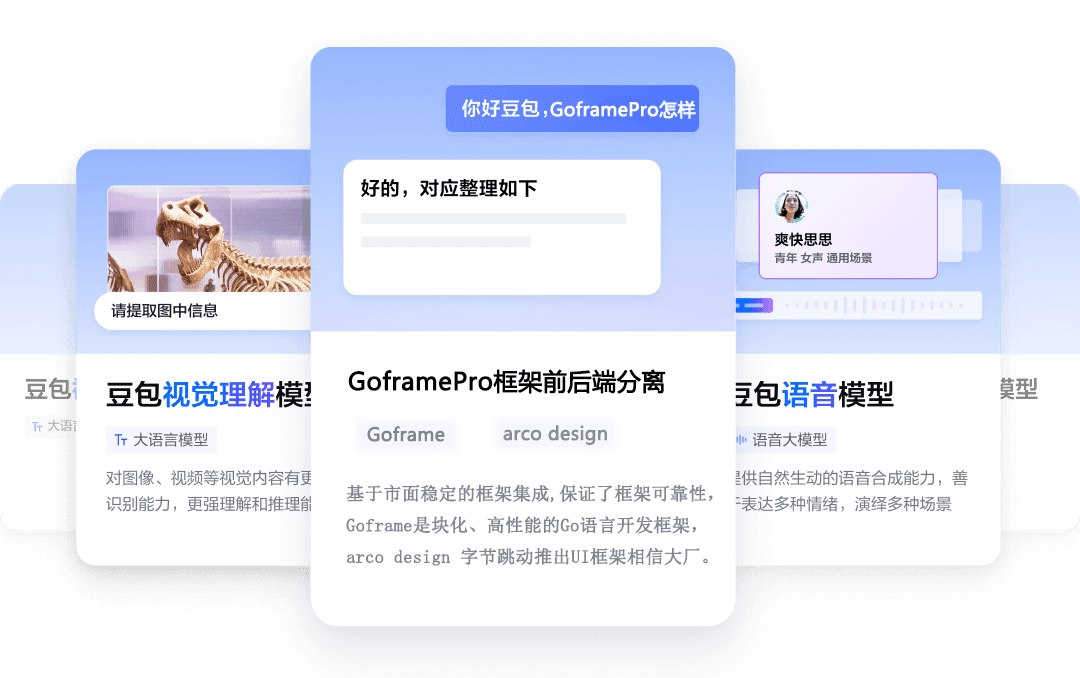 你好豆包,GoframePro怎样
好的，对应整理如下
GoframePro框架前后端分离
Goframe
arco design
基于市面稳定的框架集成,保证了框架可靠性，
Goframe是块化、高性能的Go语言开发框架，
arco design 字节跳动推出UI框架相信大厂。
请提取图中信息
豆包视觉理解模型
大语言模型
对图像、视频等视觉内容有更
识别能力，更强理解和推理能
爽快思思
青年 女声 通用场景
豆包语音模型
语音大模型
提供自然生动的语音合成能力，善
于表达多种情绪，演绎多种场景
豆包
大语言
模型